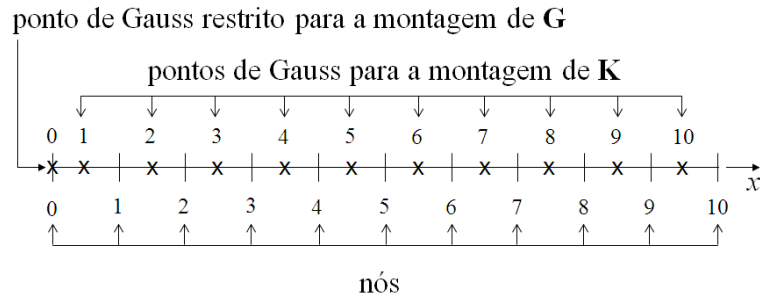 ponto de Gauss restrito para a montagem de G
pontos de Gauss para a montagem de K
0 1 2 3 4 5 6 7 8 9 10
x x x x x x x x x x x
x
0 1 2 3 4 5 6 7 8 9 10
nós